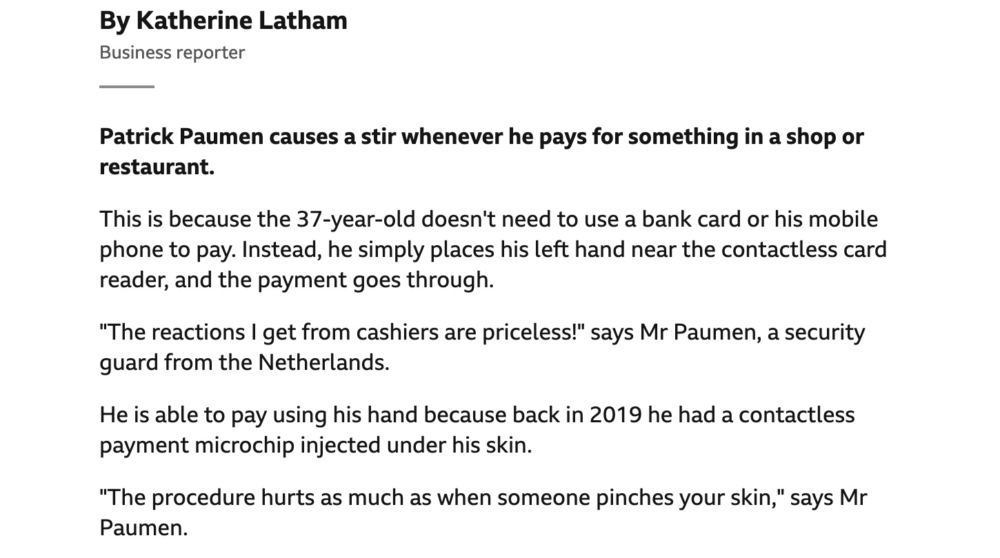 By Katherine Latham
Business reporter
Patrick Paumen causes a stir whenever he pays for something in a shop or
restaurant.
This is because the 37-year-old doesn't need to use a bank card or his mobile
phone to pay. Instead, he simply places his left hand near the contactless card
reader, and the payment goes through.
"The reactions I get from cashiers are priceless!" says Mr Paumen, a security
guard from the Netherlands.
He is able to pay using his hand because back in 2019 he had a contactless
payment microchip injected under his skin.
"The procedure hurts as much as when someone pinches your skin," says Mr
Paumen.